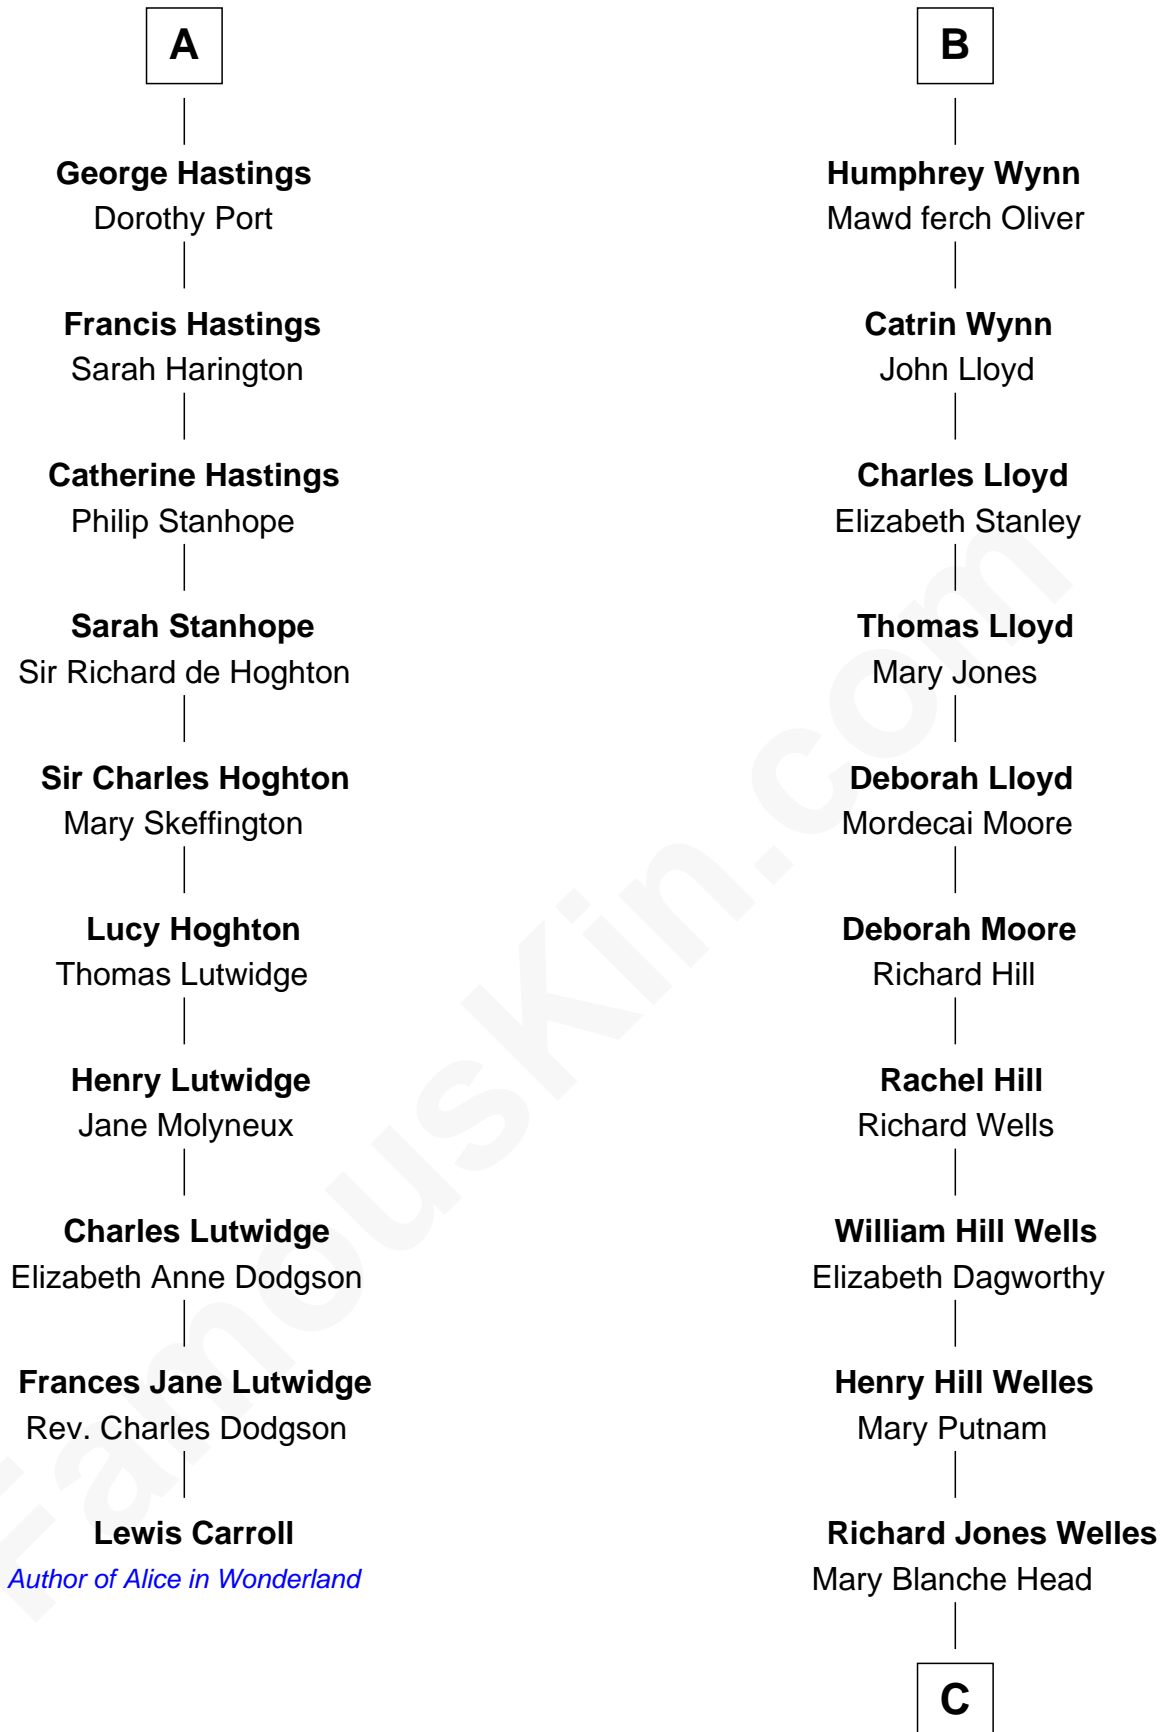 A
George Hastings
Dorothy Port
Francis Hastings
Sarah Harington
Catherine Hastings
Philip Stanhope
Sarah Stanhope
Sir Richard de Hoghton
Sir Charles Hoghton
Mary Skeffington
Lucy Hoghton
Thomas Lutwidge
Henry Lutwidge
Jane Molyneux
Charles Lutwidge
Elizabeth Anne Dodgson
Frances Jane Lutwidge
Rev. Charles Dodgson
Lewis Carroll
Author of Alice in Wonderland
B
Humphrey Wynn
Mawd ferch Oliver
Catrin Wynn
John Lloyd
Charles Lloyd
Elizabeth Stanley
Thomas Lloyd
Mary Jones
Deborah Lloyd
Mordecai Moore
Deborah Moore
Richard Hill
Rachel Hill
Richard Wells
William Hill Wells
Elizabeth Dagworthy
Henry Hill Welles
Mary Putnam
Richard Jones Welles
Mary Blanche Head
C
FamousKin.com